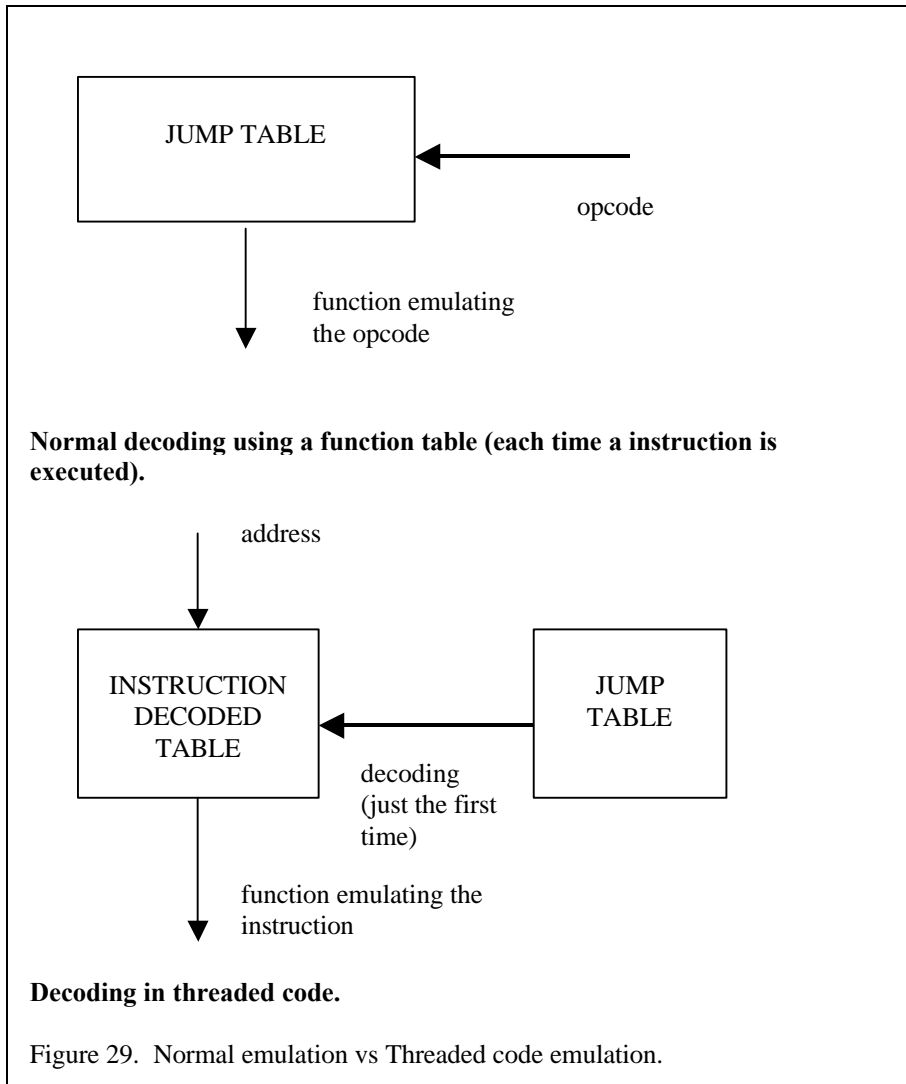 JUMP TABLE
opcode
function emulating
the opcode
Normal decoding using a function table (each time a instruction is
executed).
address
INSTRUCTION
DECODED
TABLE
JUMP
TABLE
decoding
(just the first
time)
function emulating the
instruction
Decoding in threaded code.
Figure 29. Normal emulation vs Threaded code emulation.